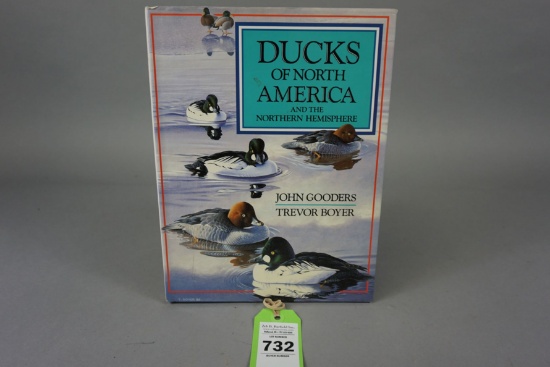 DUCKS
OF NORTH
AMERICA
AND THE
NORTHERN HEMISPHERE
JOHN GOODERS
TREVOR BOYER
732